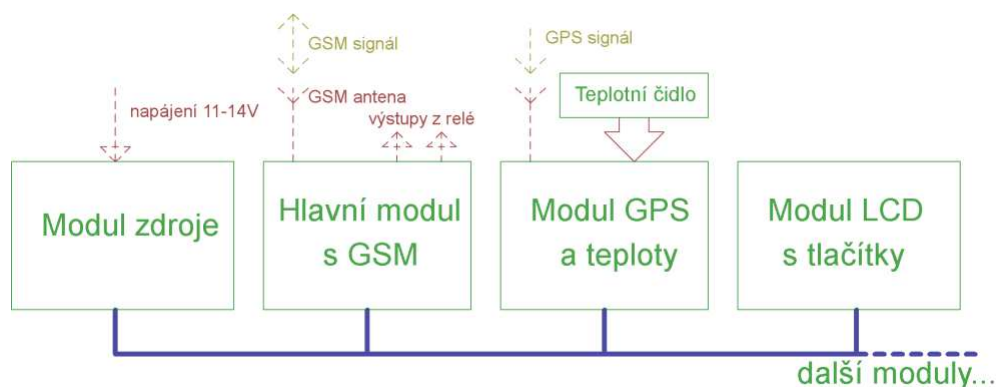 GSM signál
GPS signál
napájení 11-14V
GSM antena
výstupy z relé
Teplotní čidlo
Modul zdroje
Hlavní modul
s GSM
Modul GPS
a teploty
Modul LCD
s tlačítky
další moduly...